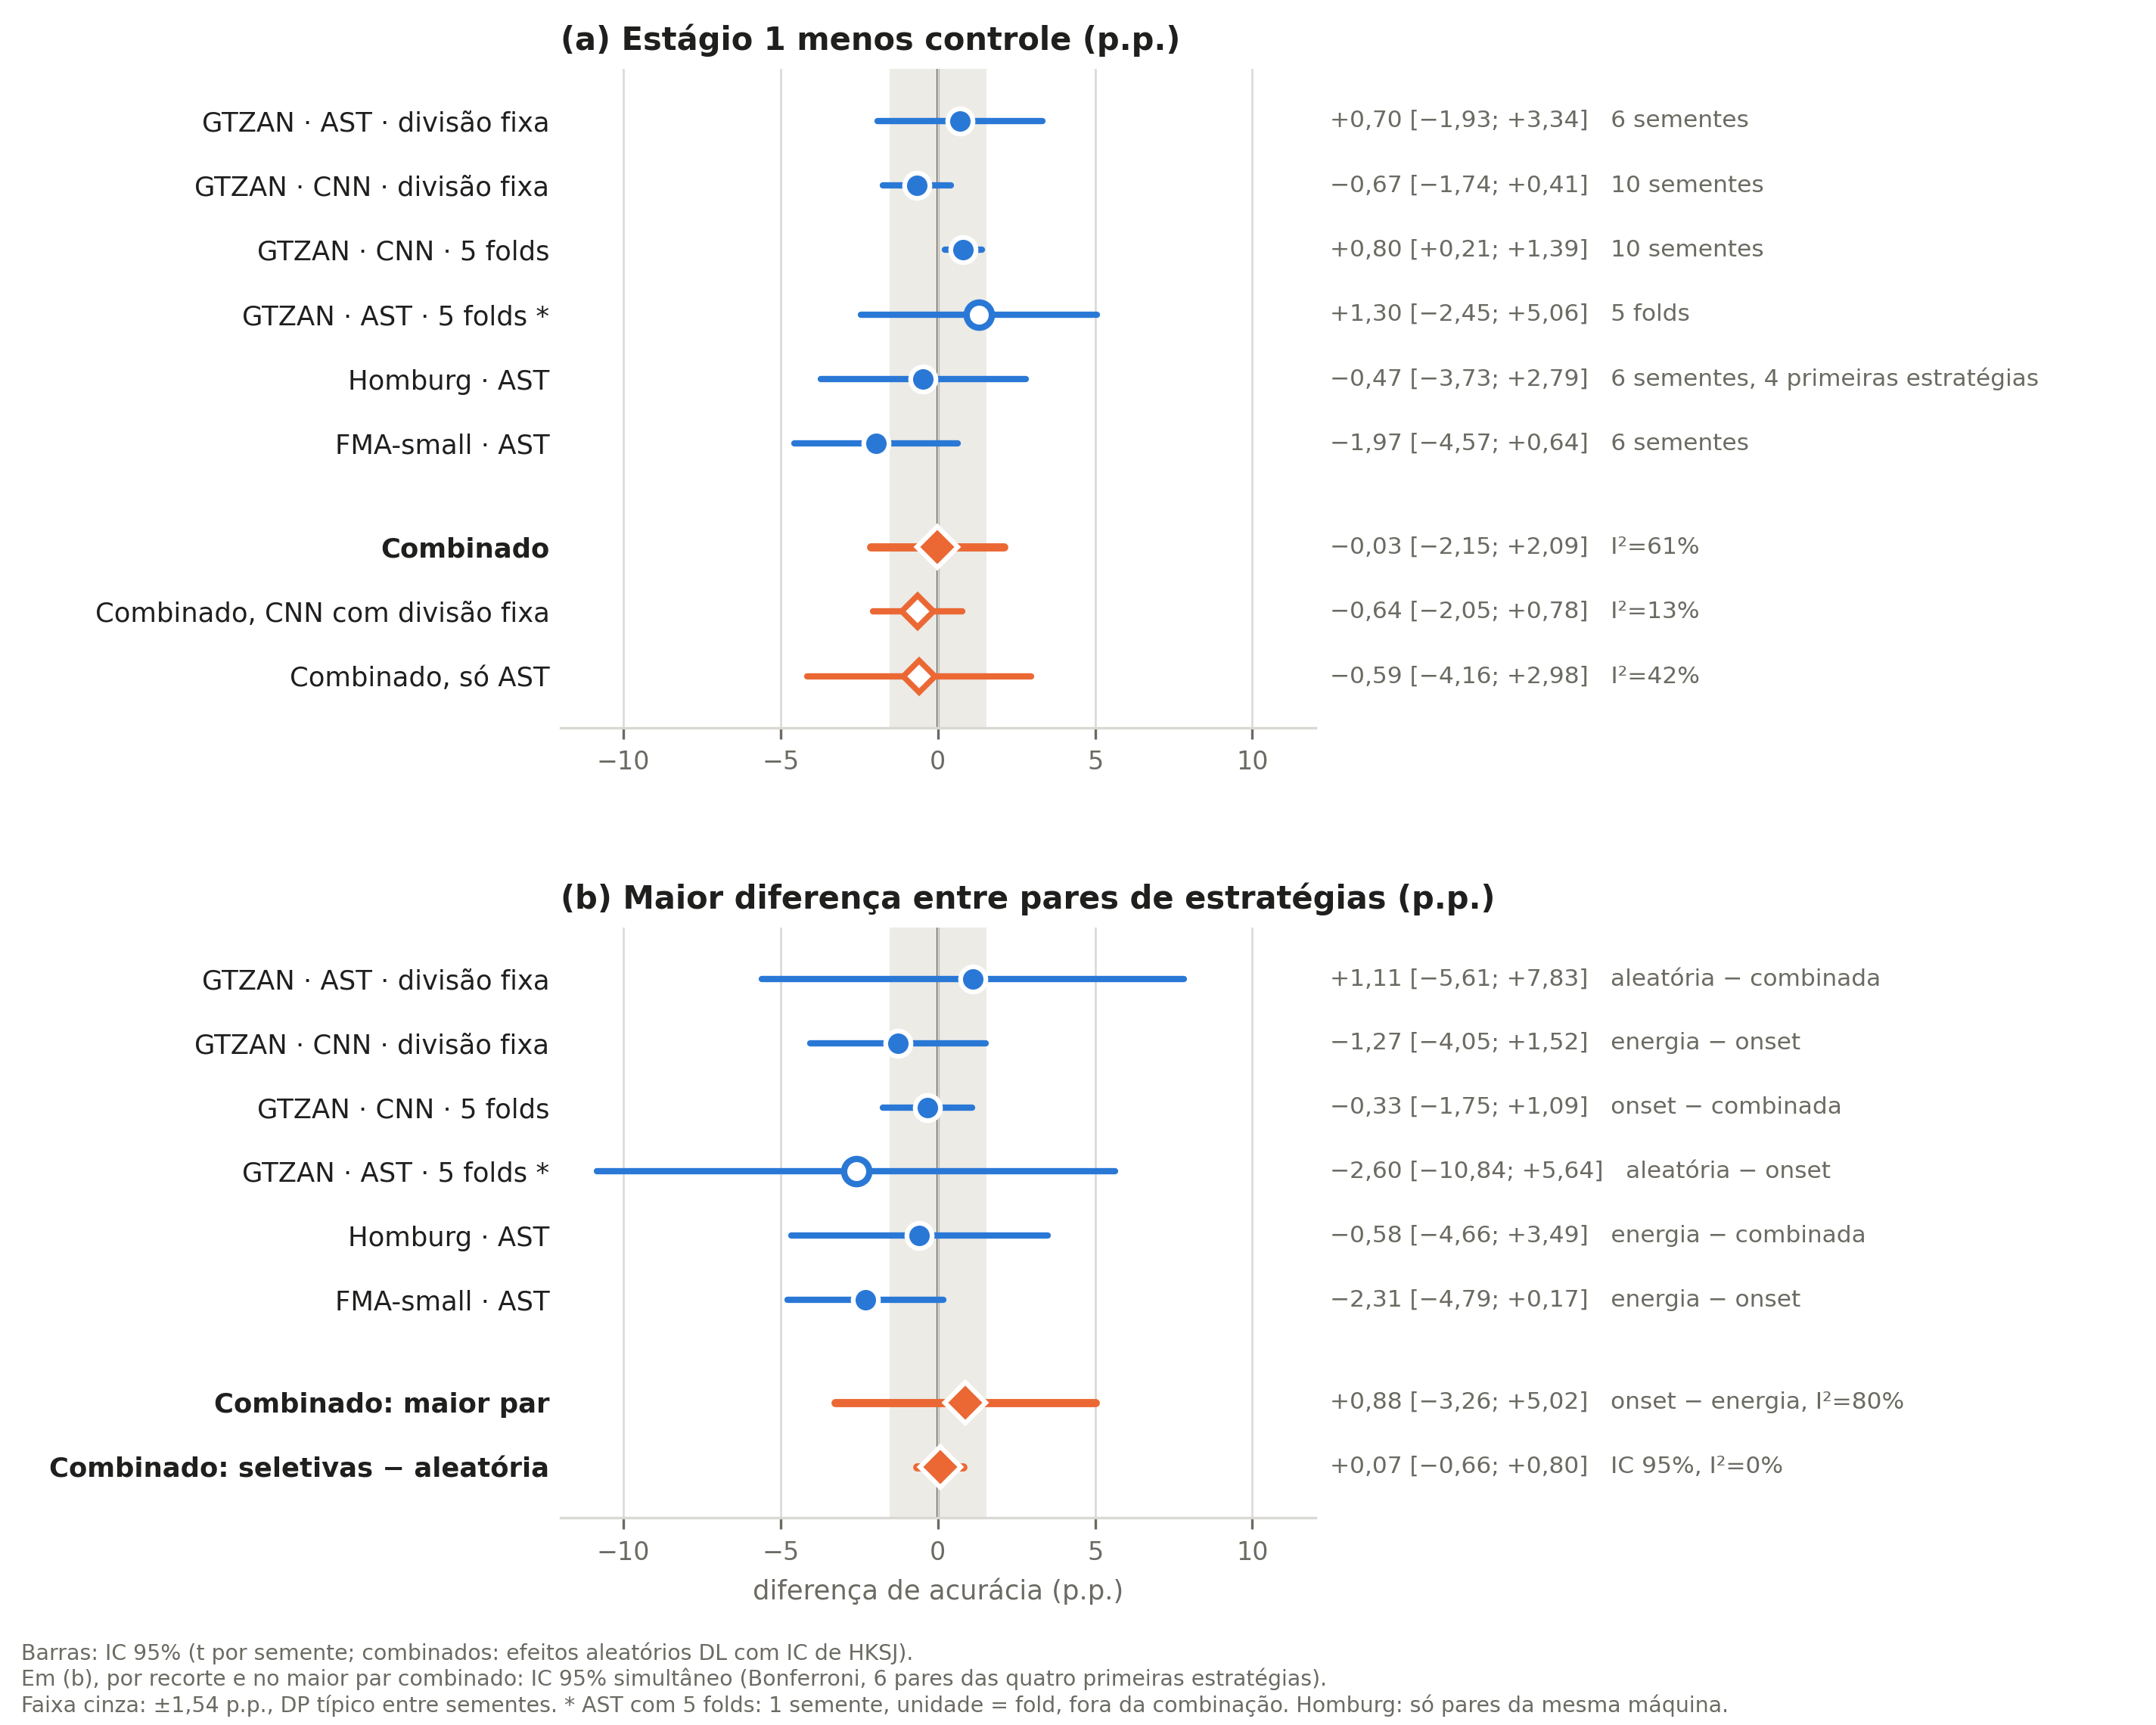 (a) Estágio 1 menos controle (p.p.)
GTZAN · AST · divisão fixa +0,70 [−1,93; +3,34] 6 sementes
GTZAN · CNN · divisão fixa −0,67 [−1,74; +0,41] 10 sementes
GTZAN · CNN · 5 folds +0,80 [+0,21; +1,39] 10 sementes
GTZAN · AST · 5 folds * +1,30 [−2,45; +5,06] 5 folds
Homburg · AST −0,47 [−3,73; +2,79] 6 sementes, 4 primeiras estratégias
FMA-small · AST −1,97 [−4,57; +0,64] 6 sementes
Combinado −0,03 [−2,15; +2,09] I²=61%
Combinado, CNN com divisão fixa −0,64 [−2,05; +0,78] I²=13%
Combinado, só AST −0,59 [−4,16; +2,98] I²=42%
−10 −5 0 5 10
(b) Maior diferença entre pares de estratégias (p.p.)
GTZAN · AST · divisão fixa +1,11 [−5,61; +7,83] aleatória − combinada
GTZAN · CNN · divisão fixa −1,27 [−4,05; +1,52] energia − onset
GTZAN · CNN · 5 folds −0,33 [−1,75; +1,09] onset − combinada
GTZAN · AST · 5 folds * −2,60 [−10,84; +5,64] aleatória − onset
Homburg · AST −0,58 [−4,66; +3,49] energia − combinada
FMA-small · AST −2,31 [−4,79; +0,17] energia − onset
Combinado: maior par +0,88 [−3,26; +5,02] onset − energia, I²=80%
Combinado: seletivas − aleatória +0,07 [−0,66; +0,80] IC 95%, I²=0%
−10 −5 0 5 10
diferença de acurácia (p.p.)
Barras: IC 95% (t por semente; combinados: efeitos aleatórios DL com IC de HKSJ).
Em (b), por recorte e no maior par combinado: IC 95% simultâneo (Bonferroni, 6 pares das quatro primeiras estratégias).
Faixa cinza: ±1,54 p.p., DP típico entre sementes. * AST com 5 folds: 1 semente, unidade = fold, fora da combinação. Homburg: só pares da mesma máquina.